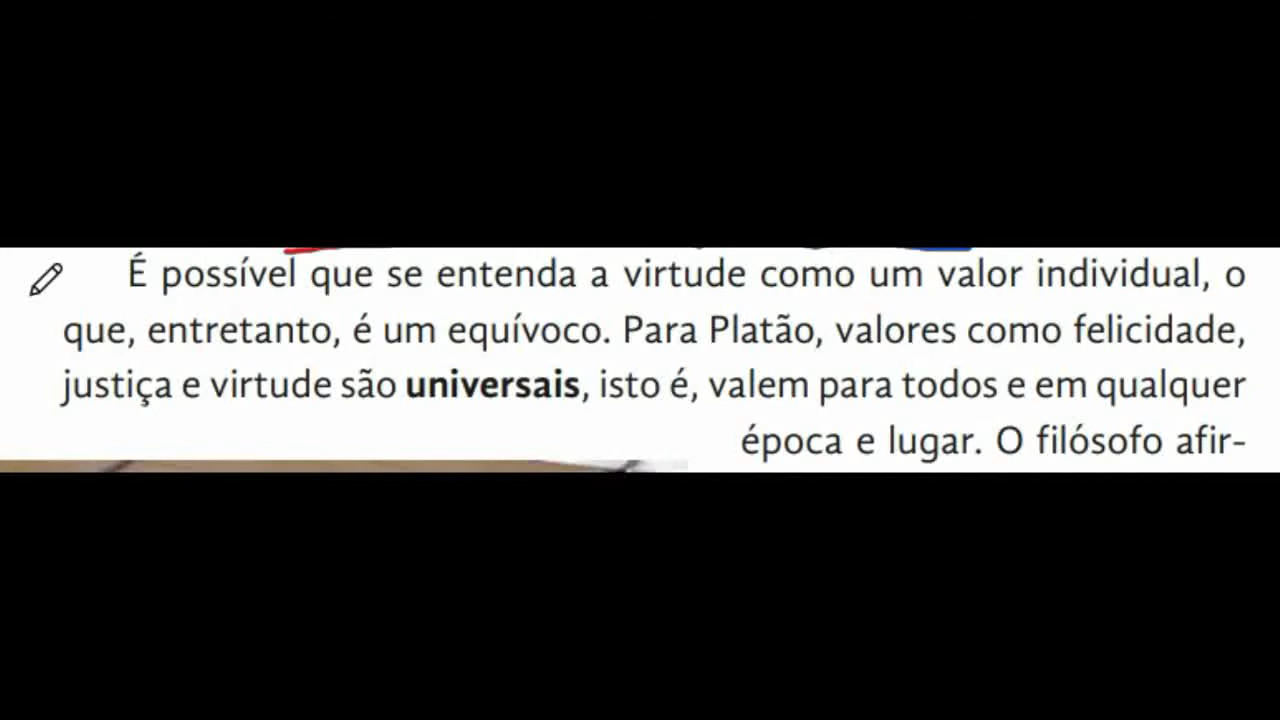 É possível que se entenda a virtude como um valor individual, o
que, entretanto, é um equívoco. Para Platão, valores como felicidade,
justiça e virtude são universais, isto é, valem para todos e em qualquer
época e lugar. O filósofo afir-